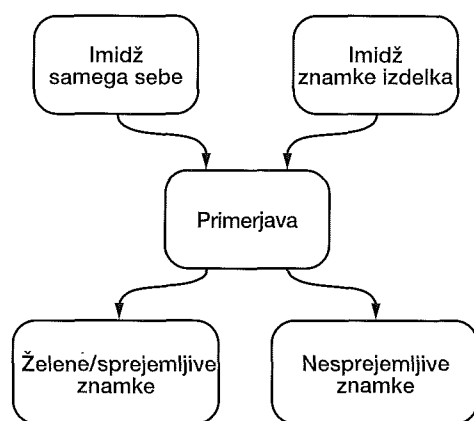 Imidž
samega sebe
Imidž
znamke izdelka
Primerjava
Želene/sprejemljive
znamke
Nesprejemljive
znamke